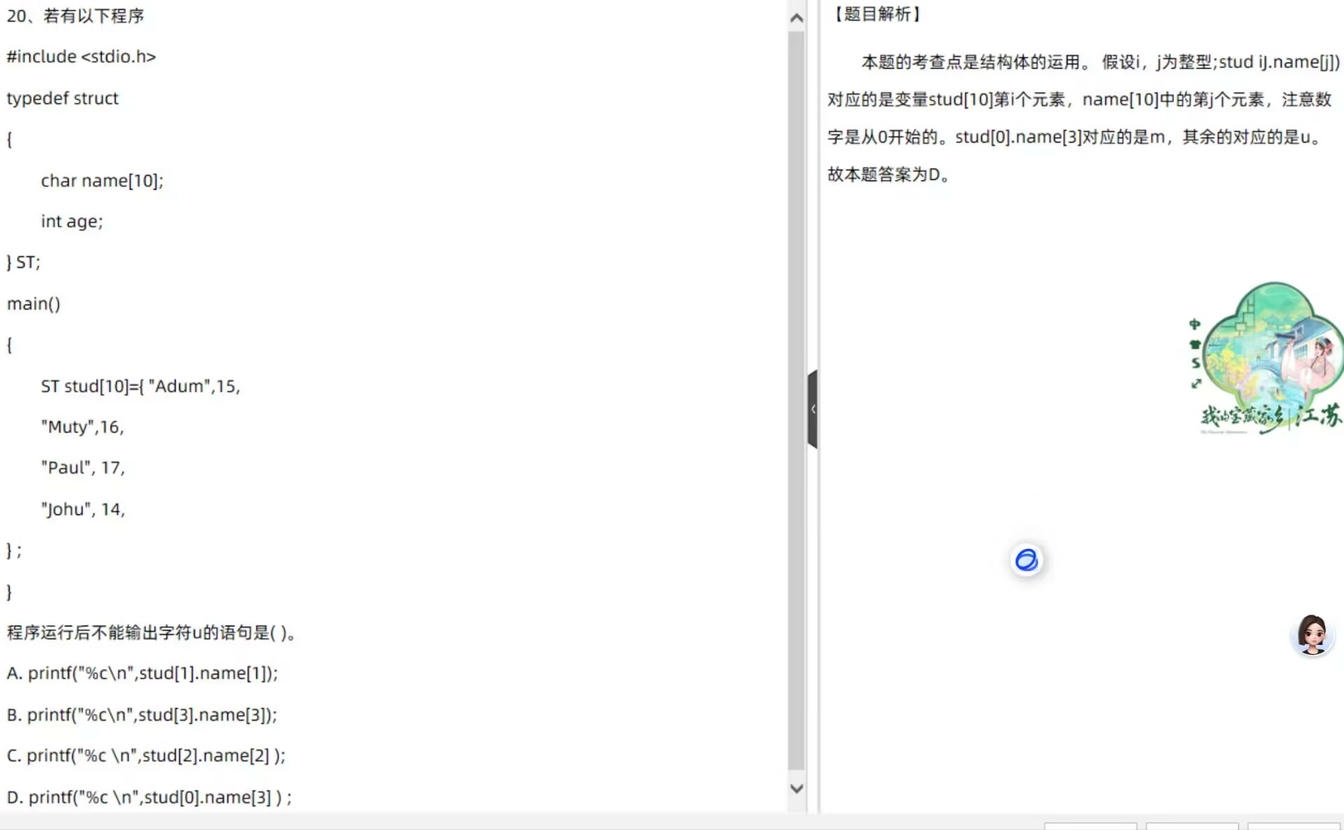 20、若有以下程序
#include <stdio.h>
typedef struct
{
char name[10];
int age;
} ST;
main()
{
ST stud[10]={ "Adum",15,
"Muty",16,
"Paul", 17,
"Johu", 14,
} ;
}
程序运行后不能输出字符u的语句是( )。
A. printf("%c\n",stud[1].name[1]);
B. printf("%c\n",stud[3].name[3]);
C. printf("%c \n",stud[2].name[2] );
D. printf("%c \n",stud[0].name[3] ) ;
【题目解析】
本题的考查点是结构体的运用。 假设i，j为整型;stud iJ.name[j])
对应的是变量stud[10]第i个元素，name[10]中的第j个元素，注意数
字是从0开始的。stud[0].name[3]对应的是m，其余的对应的是u。
故本题答案为D。
中
S
我的宝藏家乡 江苏